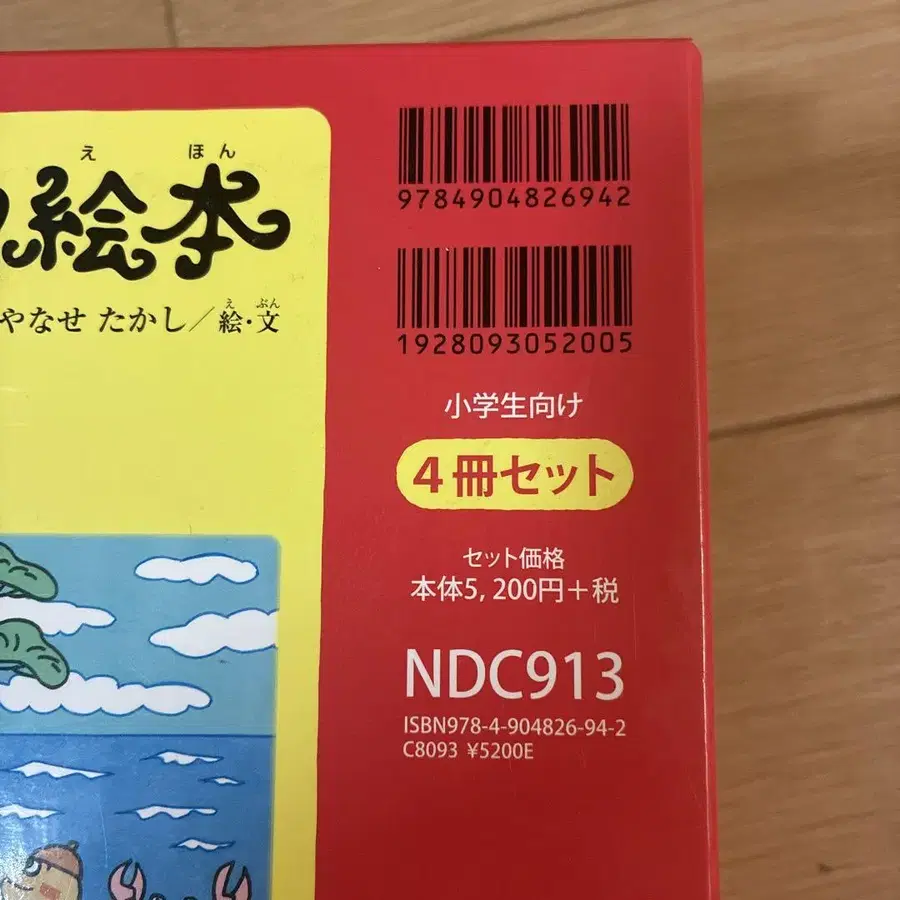 えほん
絵本
えぶん
やなせ たかし／絵・文
9784904826942
1928093052005
小学生向け
4冊セット
セット価格
本体5,200円＋税
NDC913
ISBN978-4-904826-94-2
C8093 ¥5200E